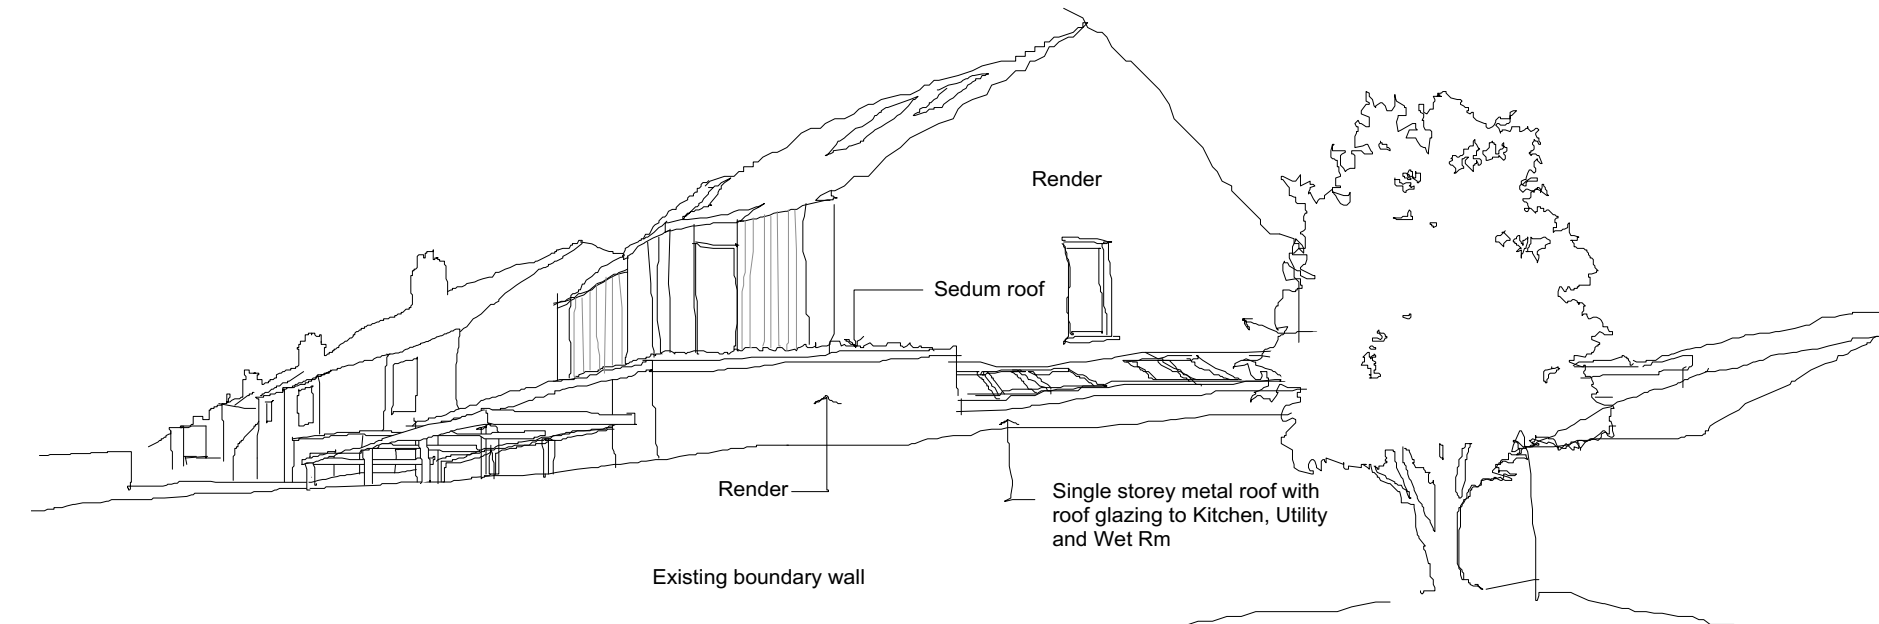 Render
Sedum roof
Render
Single storey metal roof with
roof glazing to Kitchen, Utility
and Wet Rm
Existing boundary wall